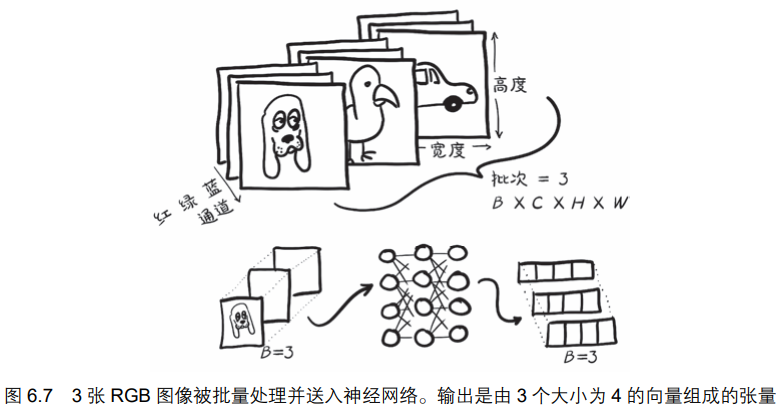 高度
宽度
批次 = 3
B X C X H X W
红 绿 蓝
通道
B=3
B=3
图 6.7 3 张 RGB 图像被批量处理并送入神经网络。输出是由 3 个大小为 4 的向量组成的张量